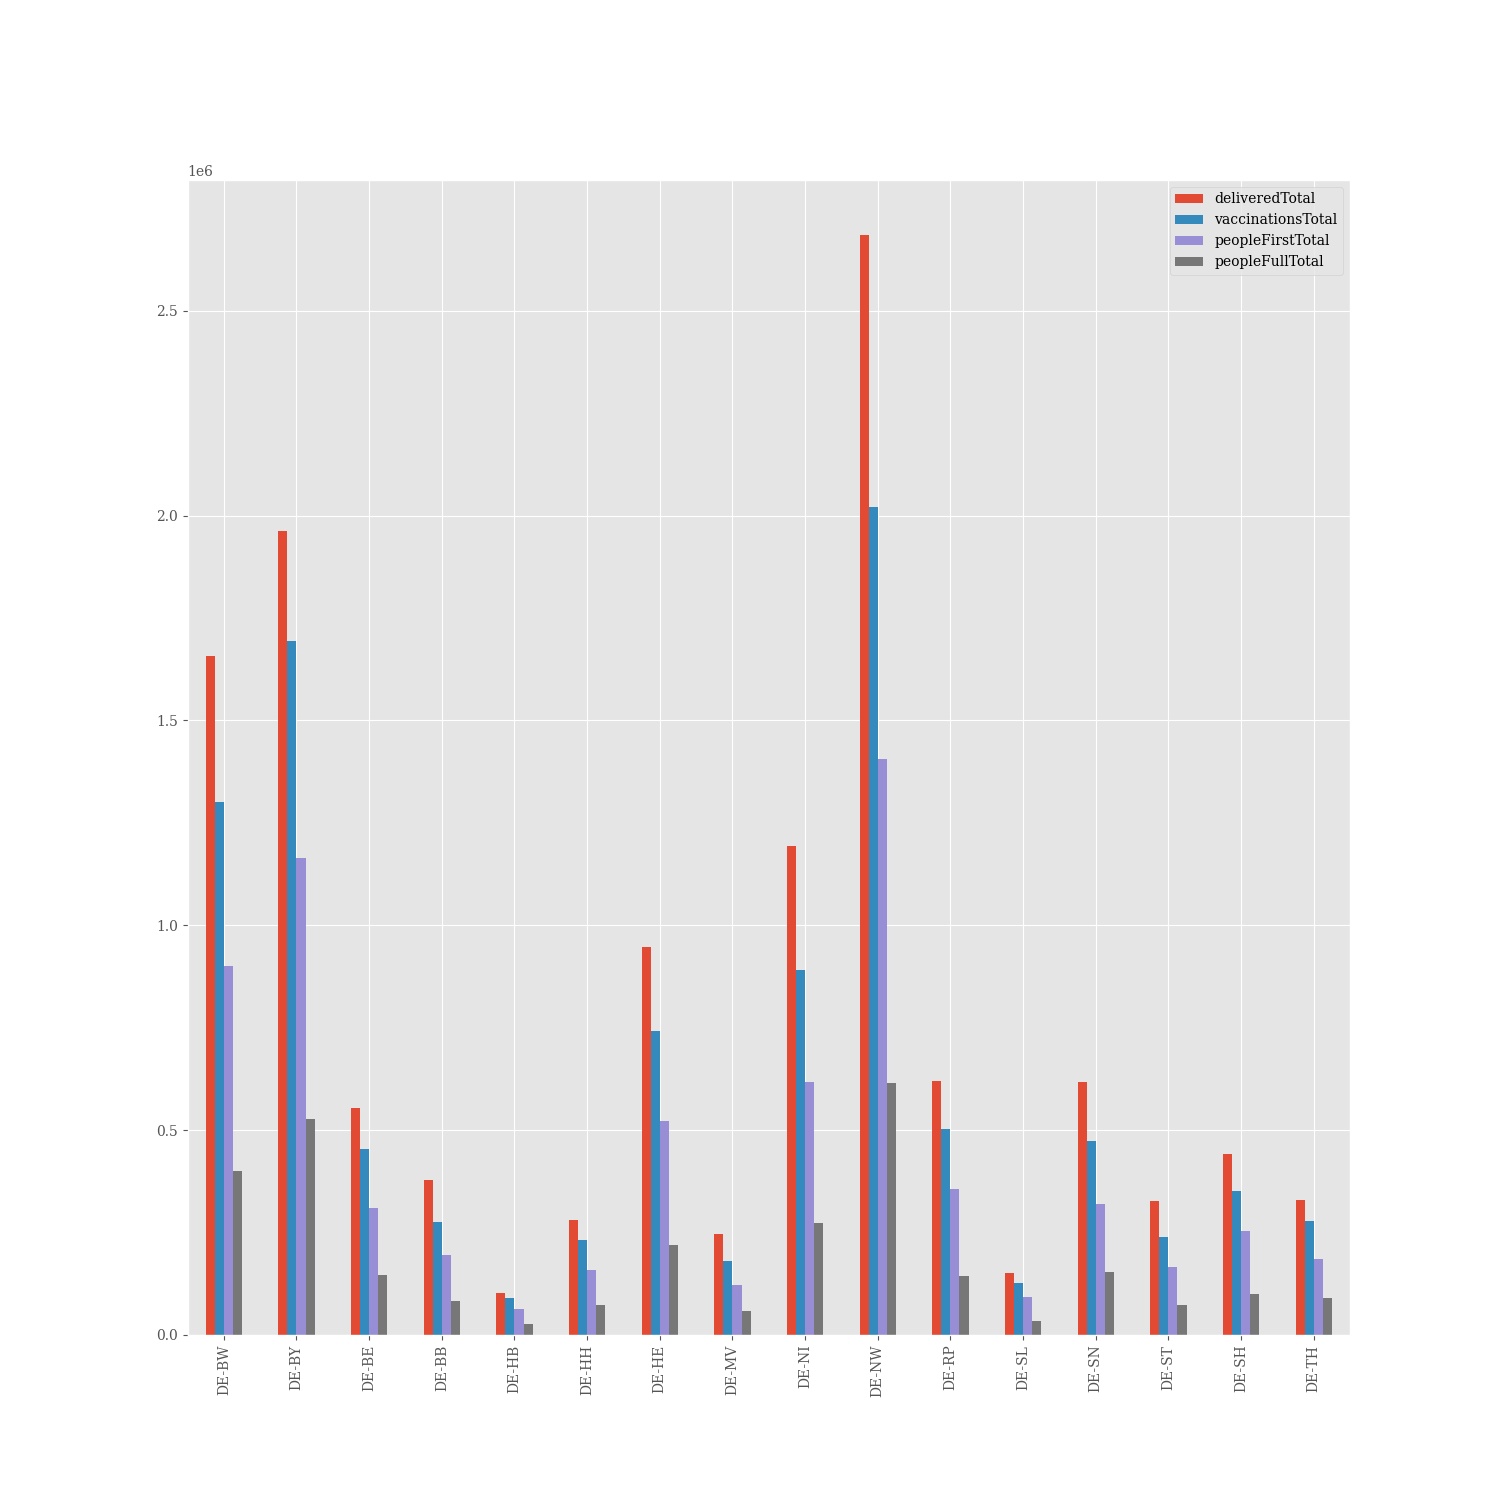 1e6
deliveredTotal
vaccinationsTotal
peopleFirstTotal
peopleFullTotal
2.5
2.0
1.5
1.0
0.5
0.0
DE-BW
DE-BY
DE-BE
DE-BB
DE-HB
DE-HH
DE-HE
DE-MV
DE-NI
DE-NW
DE-RP
DE-SL
DE-SN
DE-ST
DE-SH
DE-TH